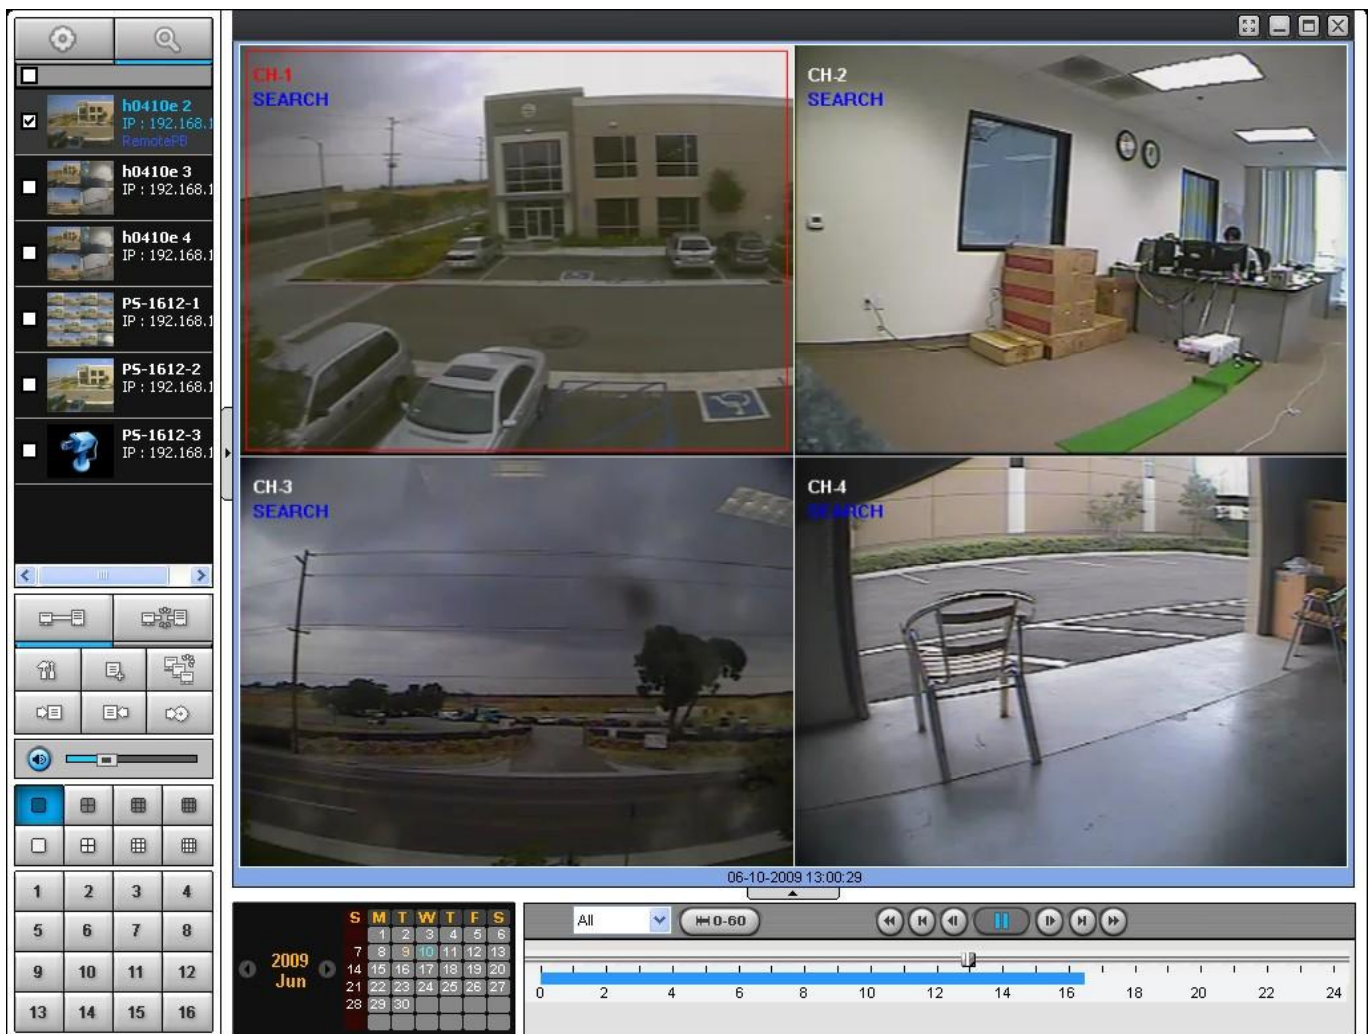 h0410e 2
IP : 192.168.1
RemotePB
h0410e 3
IP : 192.168.1
h0410e 4
IP : 192.168.1
PS-1612-1
IP : 192.168.1
PS-1612-2
IP : 192.168.1
PS-1612-3
IP : 192.168.1
1 2 3 4
5 6 7 8
9 10 11 12
13 14 15 16
CH-1
SEARCH
CH-2
SEARCH
CH-3
SEARCH
CH-4
SEARCH
06-10-2009 13:00:29
2009
Jun
S M T W T F S
1 2 3 4 5 6
7 8 9 10 11 12 13
14 15 16 17 18 19 20
21 22 23 24 25 26 27
28 29 30
All
0-60
0 2 4 6 8 10 12 14 16 18 20 22 24